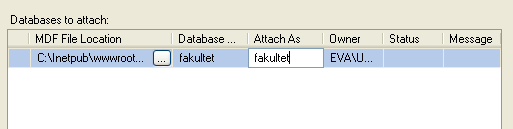 Databases to attach:
MDF File Location Database ... Attach As Owner Status Message
C:\Inetpub\wwwroot... ... fakultet fakultet EVA\U...